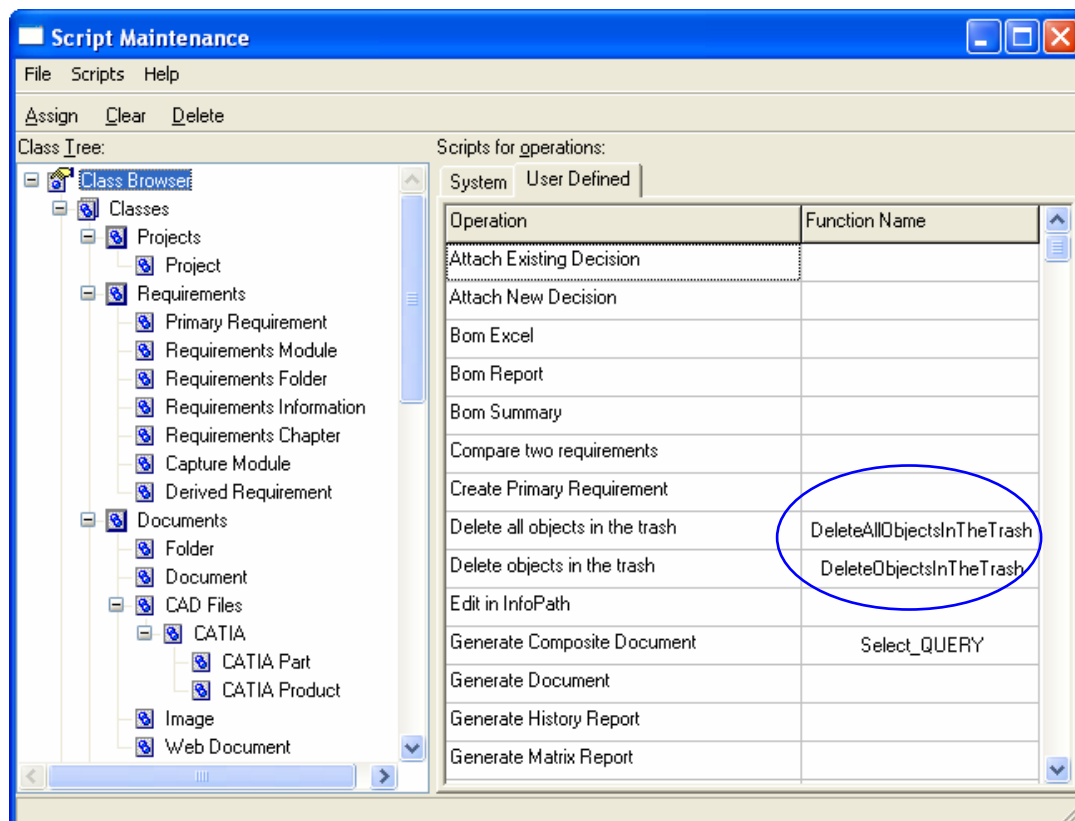 Script Maintenance
File Scripts Help
Assign Clear Delete
Class Tree:
Class Browser
Classes
Projects
Project
Requirements
Primary Requirement
Requirements Module
Requirements Folder
Requirements Information
Requirements Chapter
Capture Module
Derived Requirement
Documents
Folder
Document
CAD Files
CATIA
CATIA Part
CATIA Product
Image
Web Document
Scripts for operations:
System User Defined
Operation Function Name
Attach Existing Decision
Attach New Decision
Bom Excel
Bom Report
Bom Summary
Compare two requirements
Create Primary Requirement
Delete all objects in the trash DeleteAllObjectsInTheTrash
Delete objects in the trash DeleteObjectsInTheTrash
Edit in InfoPath
Generate Composite Document Select_QUERY
Generate Document
Generate History Report
Generate Matrix Report